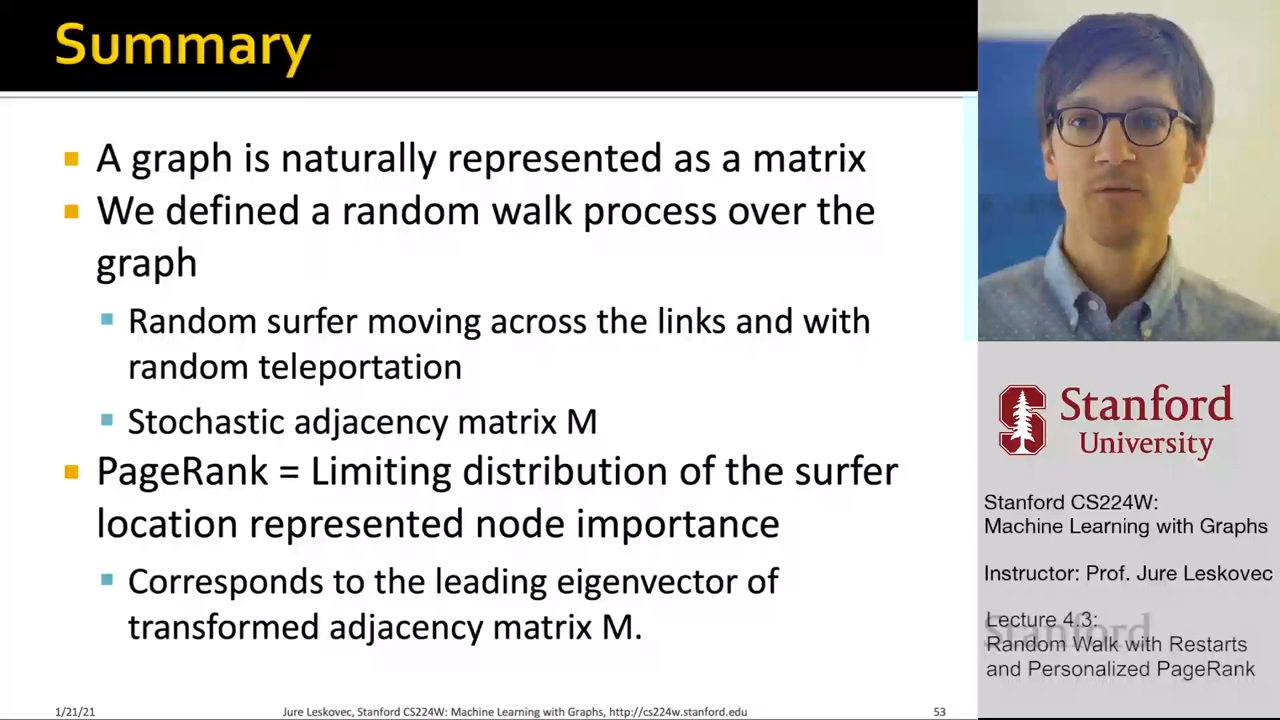 Summary
A graph is naturally represented as a matrix
We defined a random walk process over the
graph
Random surfer moving across the links and with
random teleportation
Stochastic adjacency matrix M
PageRank = Limiting distribution of the surfer
location represented node importance
Corresponds to the leading eigenvector of
transformed adjacency matrix M.
1/21/21
Jure Leskovec, Stanford CS224W: Machine Learning with Graphs, http://cs224w.stanford.edu
53
Stanford
University
Stanford CS224W:
Machine Learning with Graphs
Instructor: Prof. Jure Leskovec
Lecture 4.3:
Stanford
Random Walk with Restarts
and Personalized PageRank